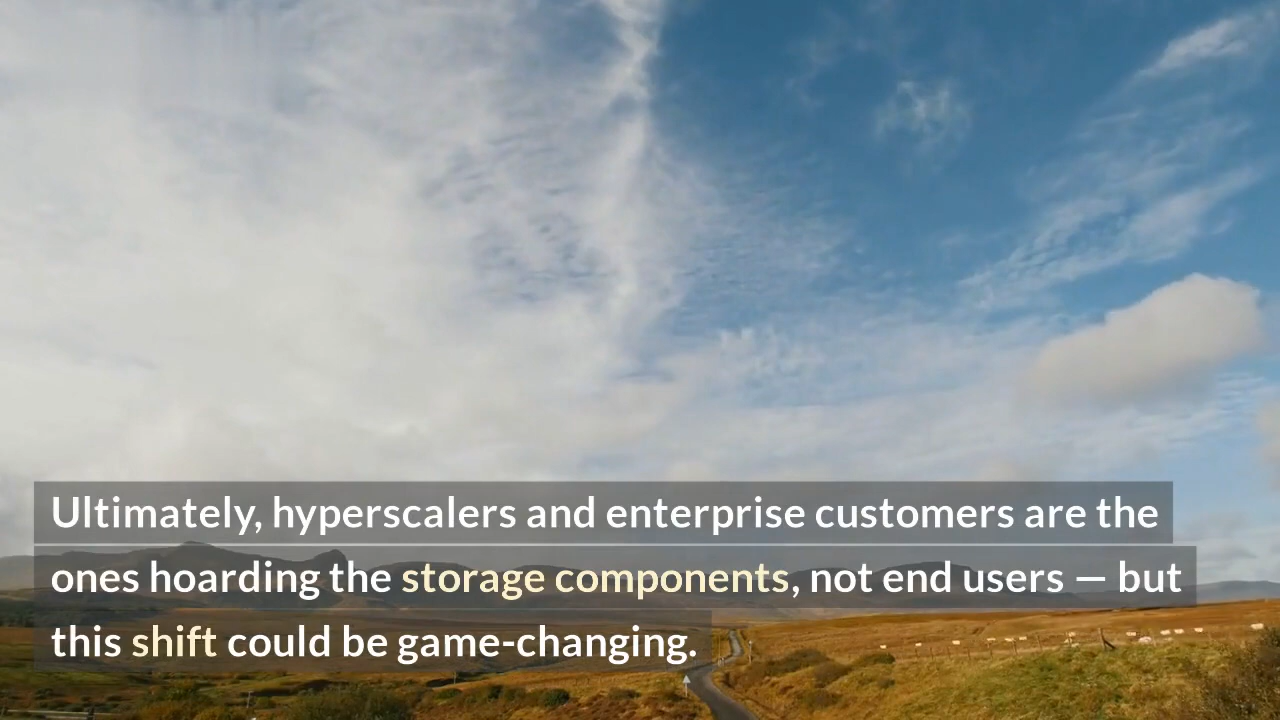 Ultimately, hyperscalers and enterprise customers are the
ones hoarding the storage components, not end users — but
this shift could be game-changing.